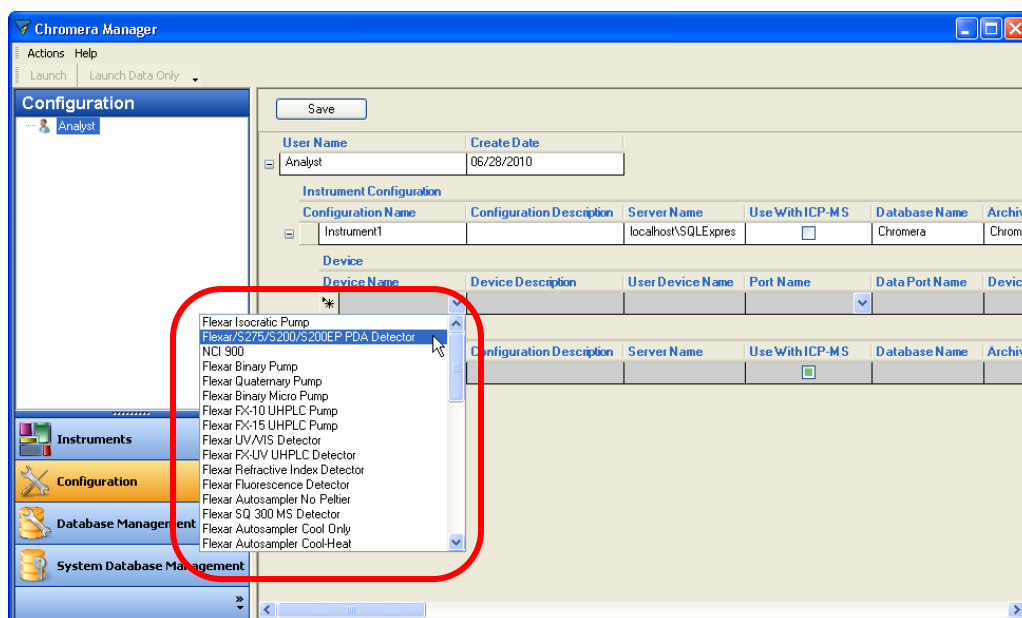 Chromera Manager
Actions Help
Launch Launch Data Only
Configuration
Analyst
Save
User Name Create Date
Analyst 06/28/2010
Instrument Configuration
Configuration Name Configuration Description Server Name Use With ICP-MS Database Name Archiv
Instrument1 localhost\SQLExpres Chromera Chrom
Device
Device Name Device Description User Device Name Port Name Data Port Name Devic
Flexar Isocratic Pump
Flexar/S275/S200/S200EP PDA Detector
NCI 900
Flexar Binary Pump
Flexar Quaternary Pump
Flexar Binary Micro Pump
Flexar FX-10 UHPLC Pump
Flexar FX-15 UHPLC Pump
Flexar UV/VIS Detector
Flexar FX-UV UHPLC Detector
Flexar Refractive Index Detector
Flexar Fluorescence Detector
Flexar Autosampler No Peltier
Flexar SQ 300 MS Detector
Flexar Autosampler Cool Only
Flexar Autosampler Cool-Heat
Configuration Description Server Name Use With ICP-MS Database Name Archiv
Instruments
Configuration
Database Management
System Database Management